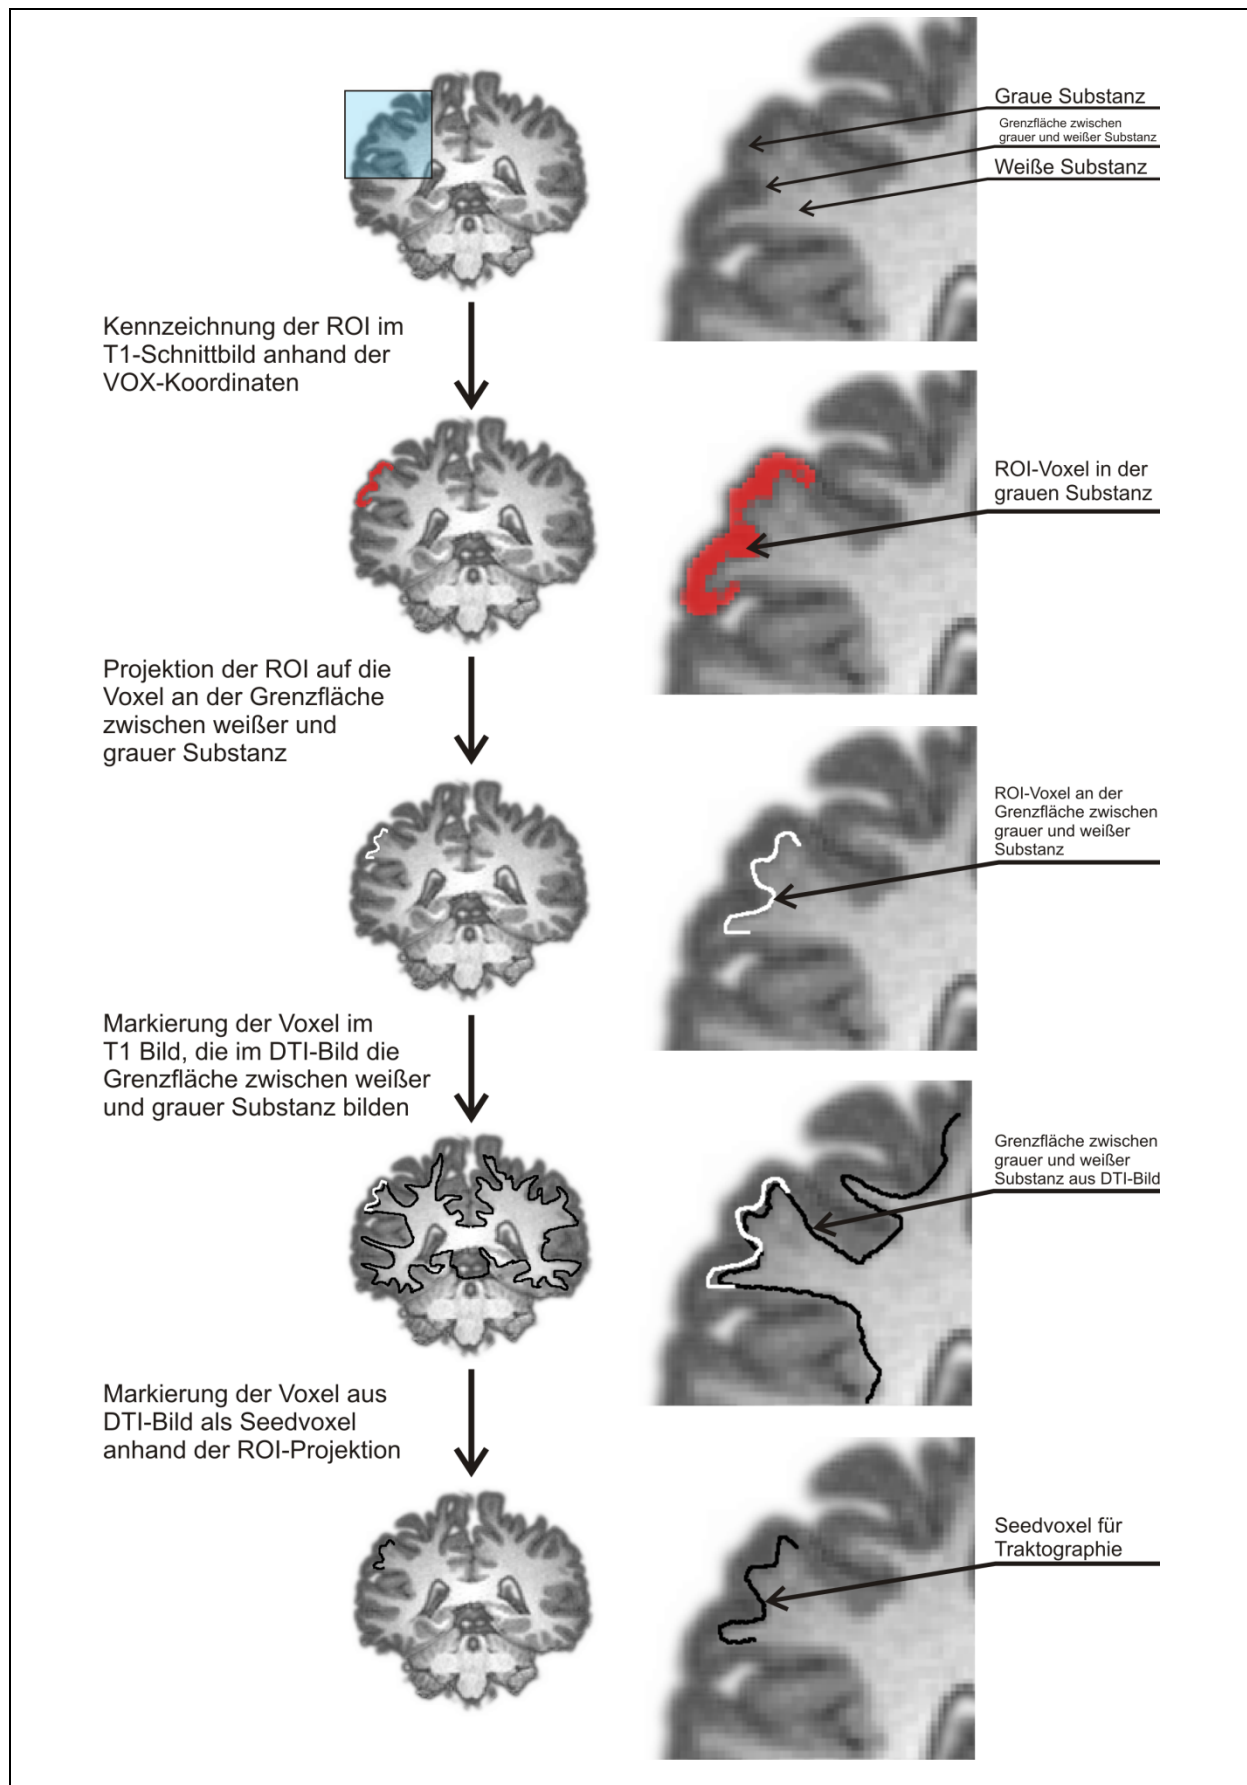 Graue Substanz
Grenzfläche zwischen
grauer und weißer Substanz
Weiße Substanz
Kennzeichnung der ROI im
T1-Schnittbild anhand der
VOX-Koordinaten
ROI-Voxel in der
grauen Substanz
Projektion der ROI auf die
Voxel an der Grenzfläche
zwischen weißer und
grauer Substanz
ROI-Voxel an der
Grenzfläche zwischen
grauer und weißer
Substanz
Markierung der Voxel im
T1 Bild, die im DTI-Bild die
Grenzfläche zwischen weißer
und grauer Substanz bilden
Grenzfläche zwischen
grauer und weißer
Substanz aus DTI-Bild
Markierung der Voxel aus
DTI-Bild als Seedvoxel
anhand der ROI-Projektion
Seedvoxel für
Traktographie